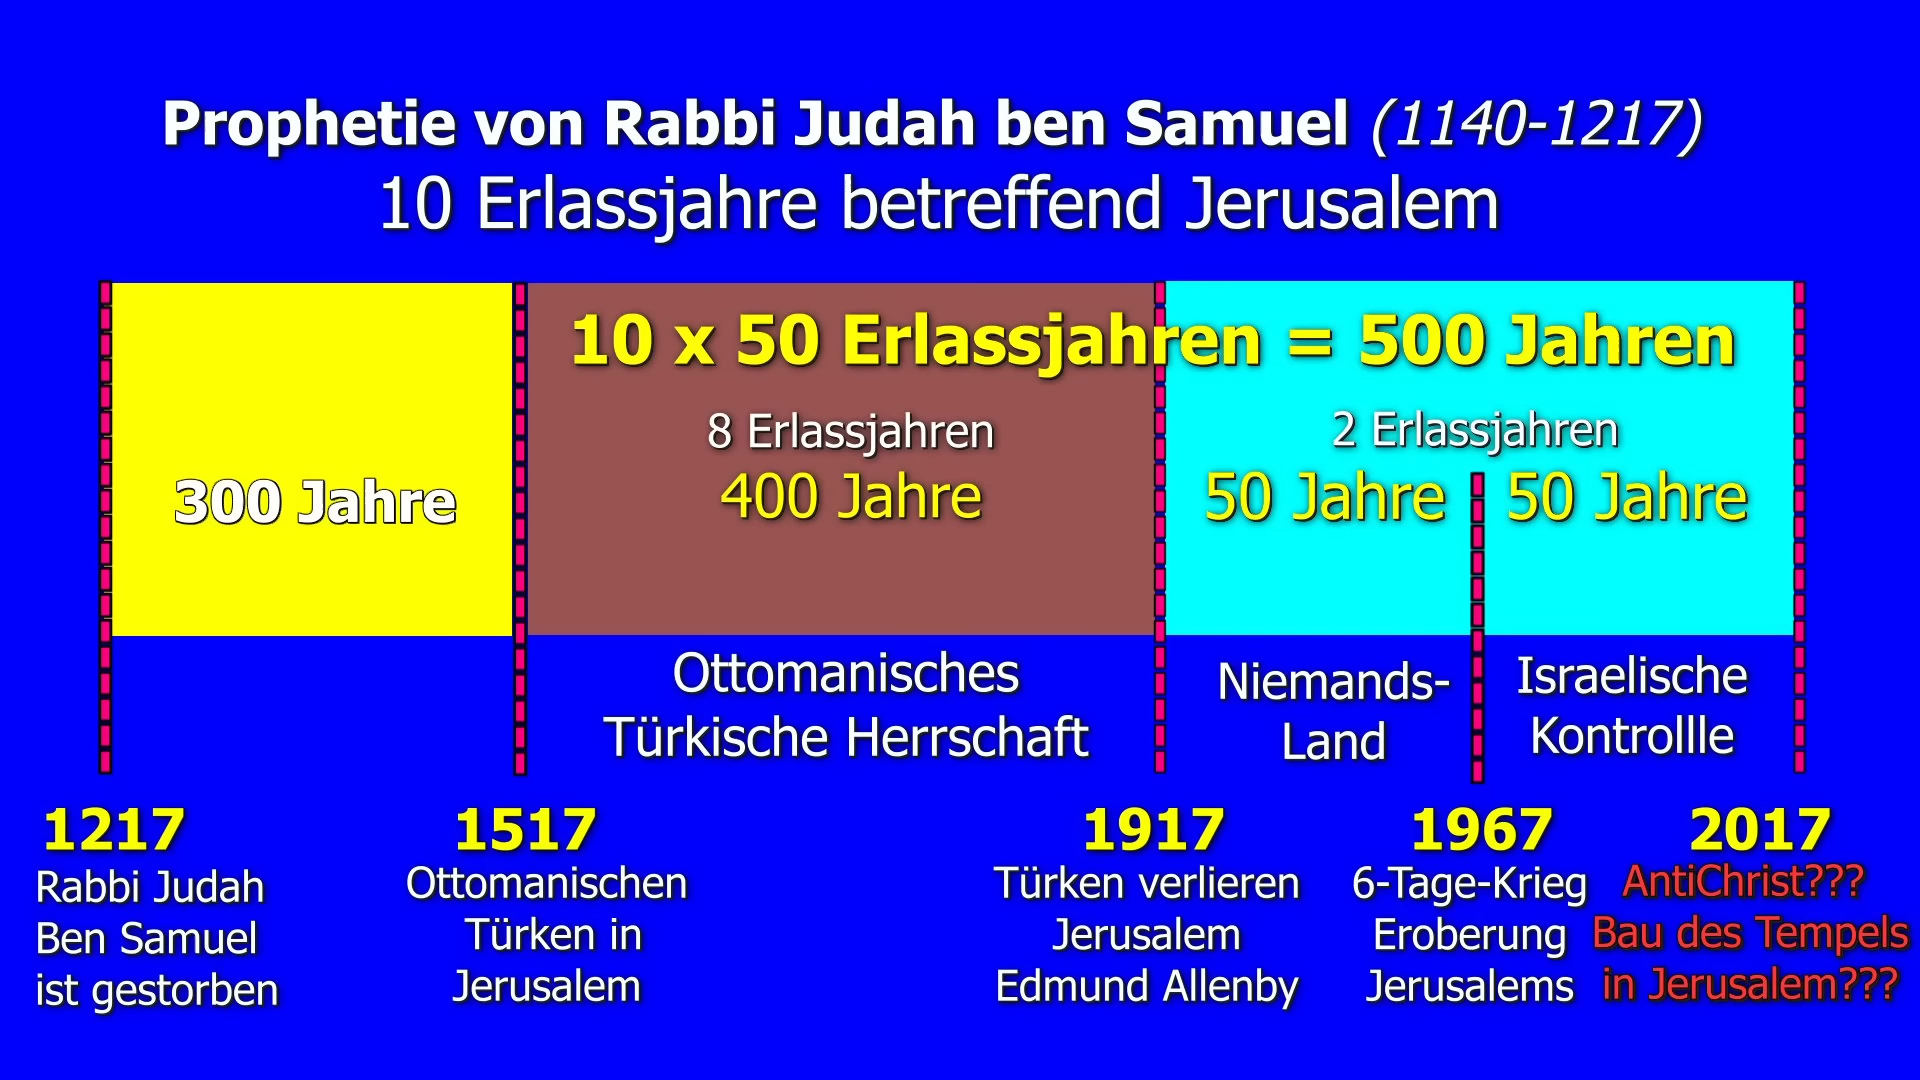 Prophetie von Rabbi Judah ben Samuel (1140-1217)
10 Erlassjahre betreffend Jerusalem
10 x 50 Erlassjahren = 500 Jahren
8 Erlassjahren
2 Erlassjahren
300 Jahre
400 Jahre
50 Jahre
50 Jahre
Ottomanisches
Türkische Herrschaft
Niemands-
Land
Israelische
Kontrollle
1217
Rabbi Judah
Ben Samuel
ist gestorben
1517
Ottomanischen
Türken in
Jerusalem
1917
Türken verlieren
Jerusalem
Edmund Allenby
1967
6-Tage-Krieg
Eroberung
Jerusalems
2017
AntiChrist???
Bau des Tempels
in Jerusalem???